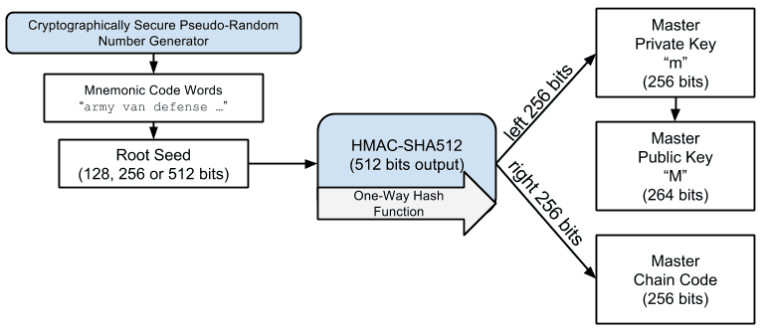 Cryptographically Secure Pseudo-Random
Number Generator
Mnemonic Code Words
“army van defense …”
Root Seed
(128, 256 or 512 bits)
HMAC-SHA512
(512 bits output)
One-Way Hash
Function
left 256 bits
right 256 bits
Master
Private Key
“m”
(256 bits)
Master
Public Key
“M”
(264 bits)
Master
Chain Code
(256 bits)